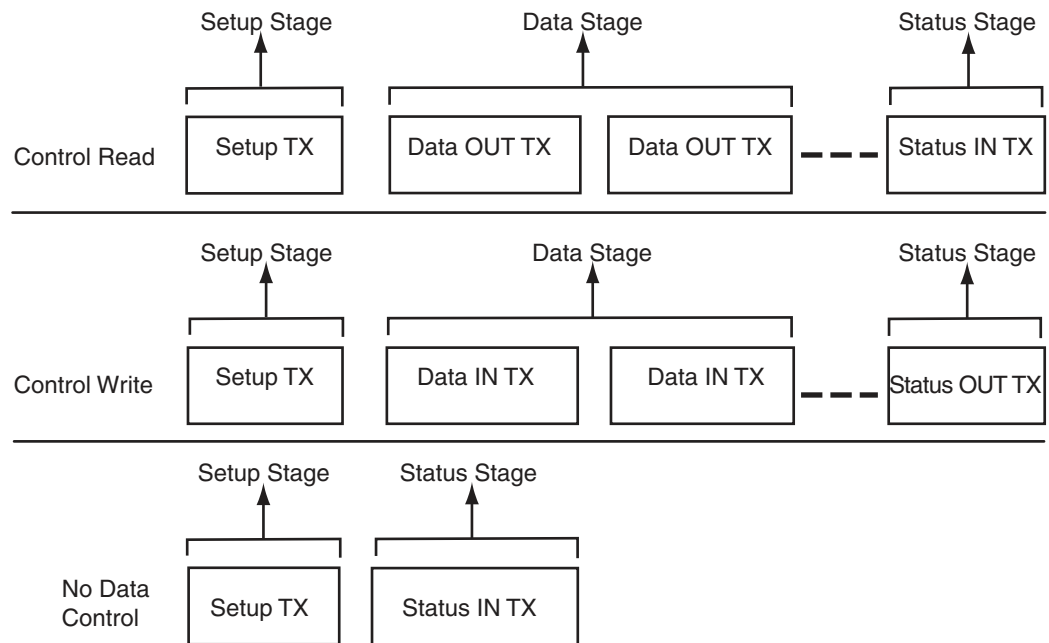 Setup Stage Data Stage Status Stage
Control Read Setup TX Data OUT TX Data OUT TX Status IN TX
Setup Stage Data Stage Status Stage
Control Write Setup TX Data IN TX Data IN TX Status OUT TX
Setup Stage Status Stage
No Data
Control Setup TX Status IN TX